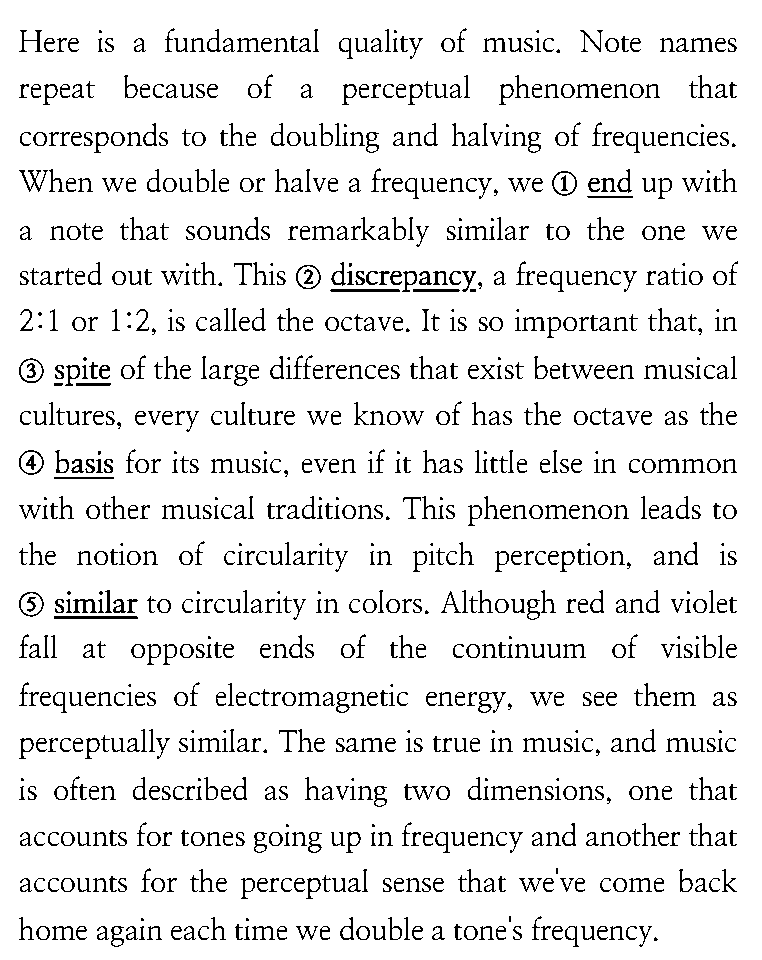 Here is a fundamental quality of music. Note names
repeat because of a perceptual phenomenon that
corresponds to the doubling and halving of frequencies.
When we double or halve a frequency, we ① end up with
a note that sounds remarkably similar to the one we
started out with. This ② discrepancy, a frequency ratio of
2:1 or 1:2, is called the octave. It is so important that, in
③ spite of the large differences that exist between musical
cultures, every culture we know of has the octave as the
④ basis for its music, even if it has little else in common
with other musical traditions. This phenomenon leads to
the notion of circularity in pitch perception, and is
⑤ similar to circularity in colors. Although red and violet
fall at opposite ends of the continuum of visible
frequencies of electromagnetic energy, we see them as
perceptually similar. The same is true in music, and music
is often described as having two dimensions, one that
accounts for tones going up in frequency and another that
accounts for the perceptual sense that we've come back
home again each time we double a tone's frequency.